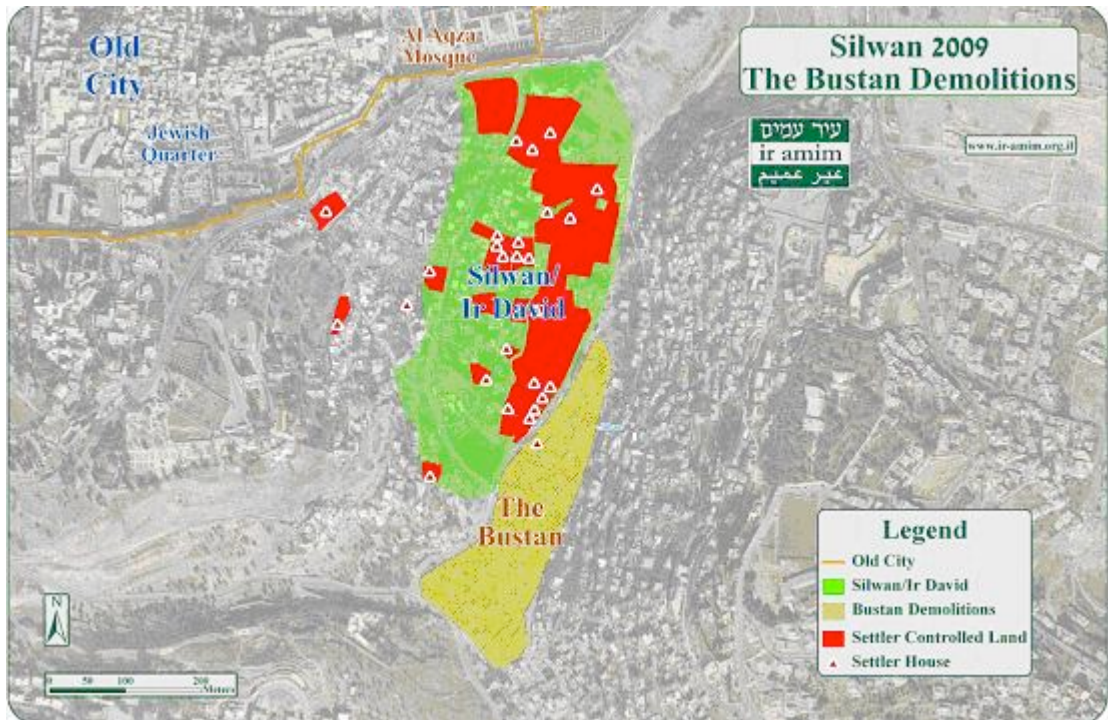 Silwan 2009
The Bustan Demolitions
עיר עמים
ir amim
عير عميم
www.ir-amim.org.il
Old
City
Al Aqza
Mosque
Jewish
Quarter
Silwan/
Ir David
The
Bustan
Legend
Old City
Silwan/Ir David
Bustan Demolitions
Settler Controlled Land
Settler House
N
0 50 100 200
Meters